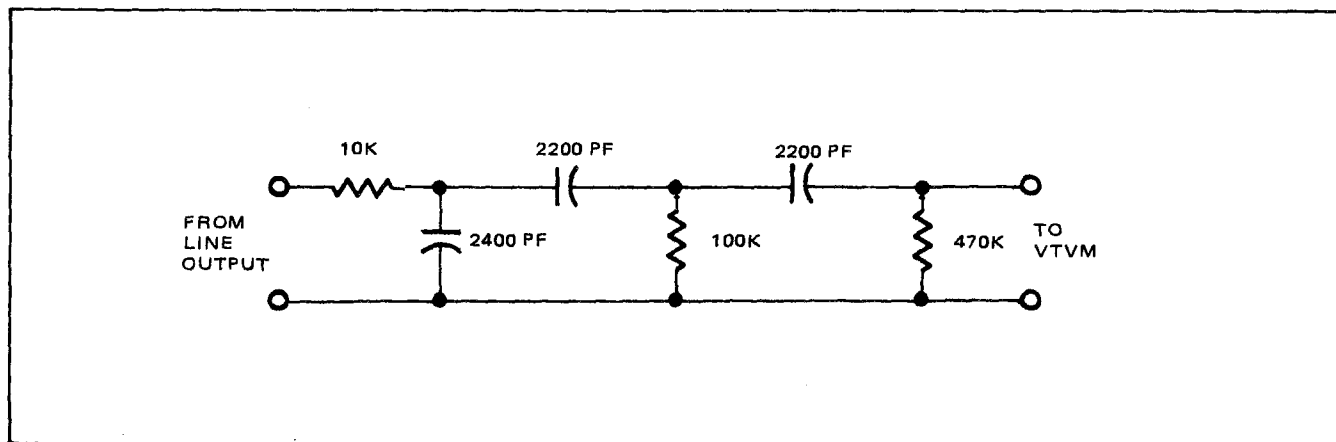 10K
2200 PF
2200 PF
FROM
LINE
OUTPUT
2400 PF
100K
470K
TO
VTVM